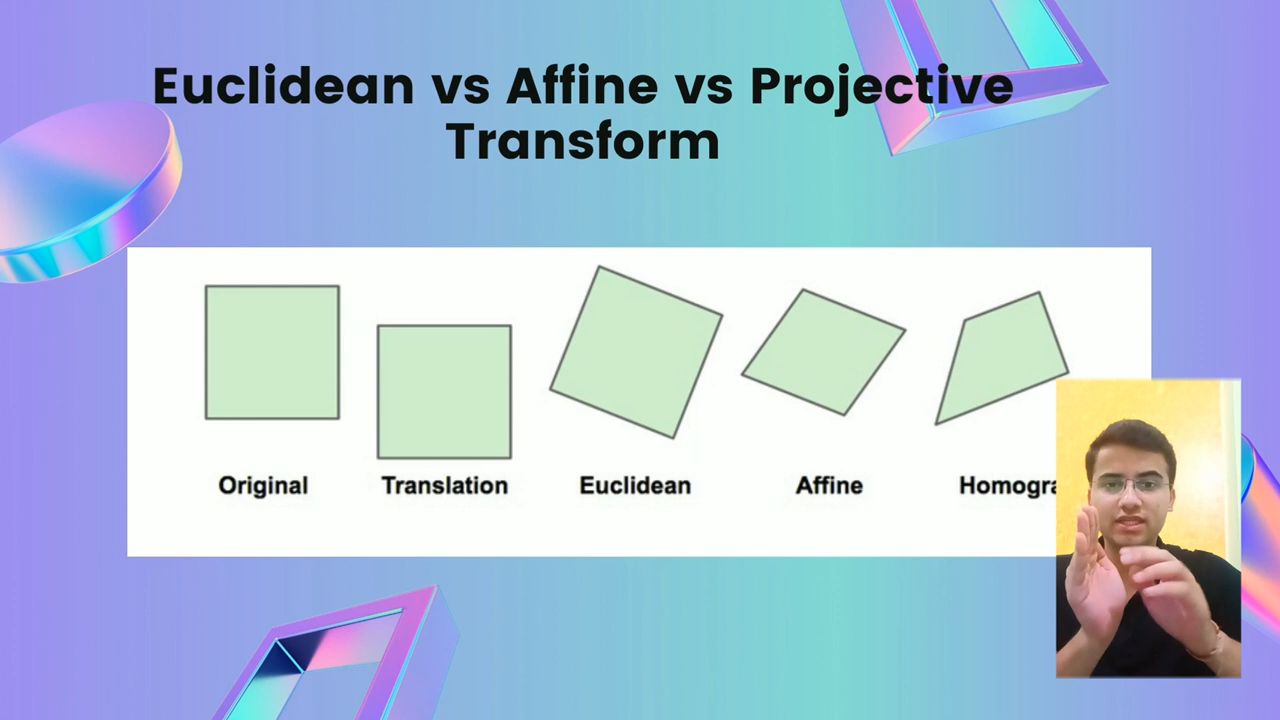 Euclidean vs Affine vs Projective
Transform
Original Translation Euclidean Affine